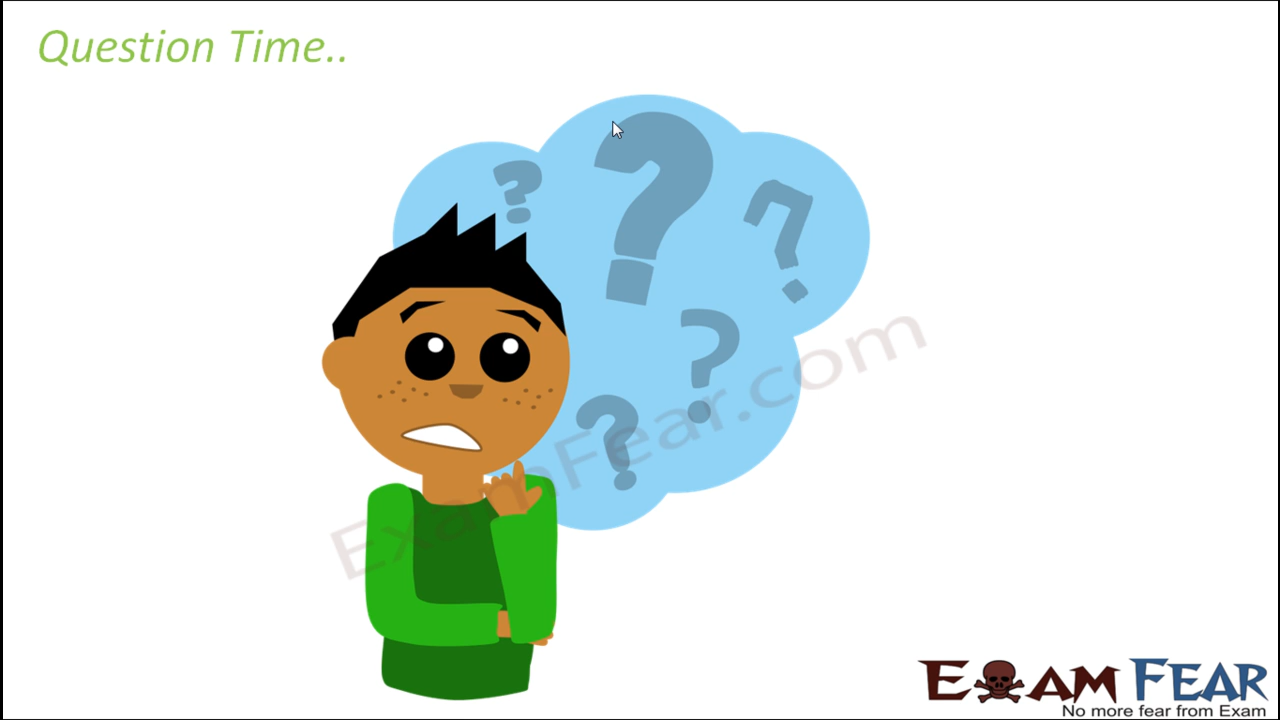 Question Time..
? ? ?
?
?
ExamFear.com
EXAM FEAR
No more fear from Exam